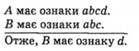 А має ознаки abcd.
В має ознаки abc.
Отже, В має ознаку d.